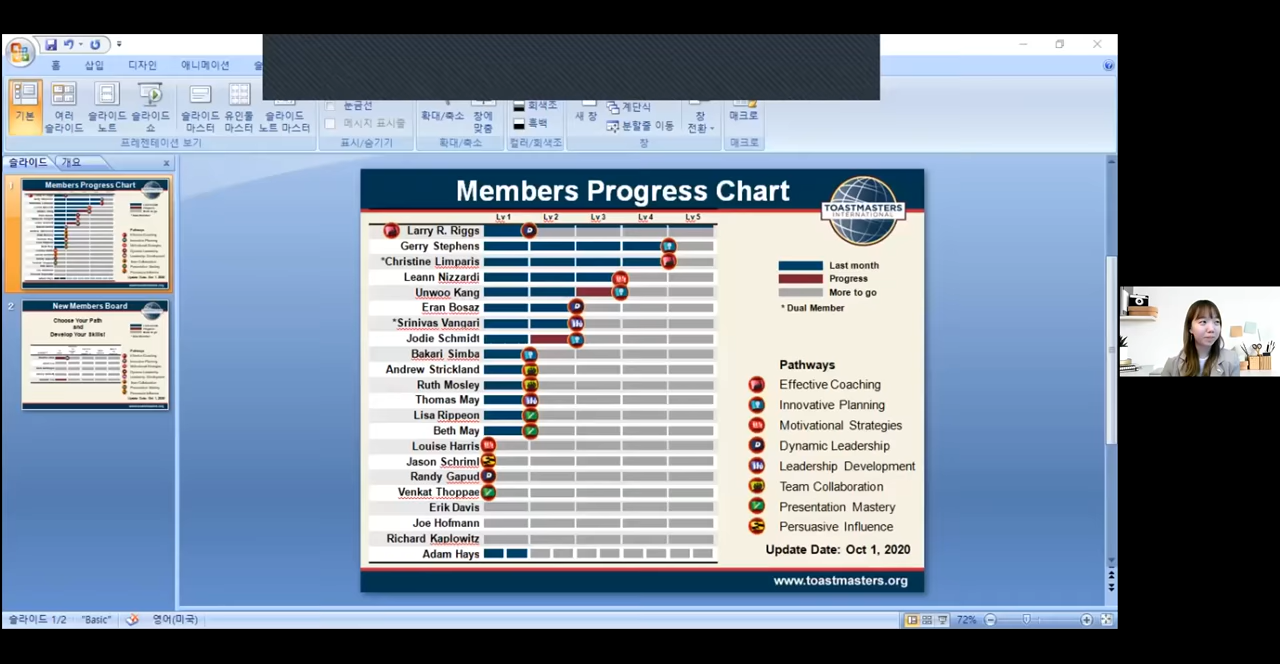 홈 삽입 디자인 애니메이션
기본 여러 슬라이드 슬라이드 노트 슬라이드 쇼 슬라이드 마스터 유인물 마스터 슬라이드 노트 마스터
눈금선
메시지 표시줄
확대/축소 창에 맞춤
회색조
흑백
새 창 계단식
분할줄 이동
창 전환 매크로
프레젠테이션 보기 표시/숨기기 확대/축소 컬러/회색조 창 매크로
슬라이드 개요
1
Members Progress Chart
2
New Members Board
Choose Your Path
and
Develop Your Skills!
Members Progress Chart
TOASTMASTERS
INTERNATIONAL
Lv 1 Lv 2 Lv 3 Lv 4 Lv 5
Larry R. Riggs
Gerry Stephens
*Christine Limparis
Leann Nizzardi
Unwoo Kang
Eran Bosaz
*Srinivas Vangari
Jodie Schmidt
Bakari Simba
Andrew Strickland
Ruth Mosley
Thomas May
Lisa Rippeon
Beth May
Louise Harris
Jason Schriml
Randy Gapud
Venkat Thoppae
Erik Davis
Joe Hofmann
Richard Kaplowitz
Adam Hays
Last month
Progress
More to go
* Dual Member
Pathways
Effective Coaching
Innovative Planning
Motivational Strategies
Dynamic Leadership
Leadership Development
Team Collaboration
Presentation Mastery
Persuasive Influence
Update Date: Oct 1, 2020
www.toastmasters.org
슬라이드 1/2 "Basic" 영어(미국) 72%